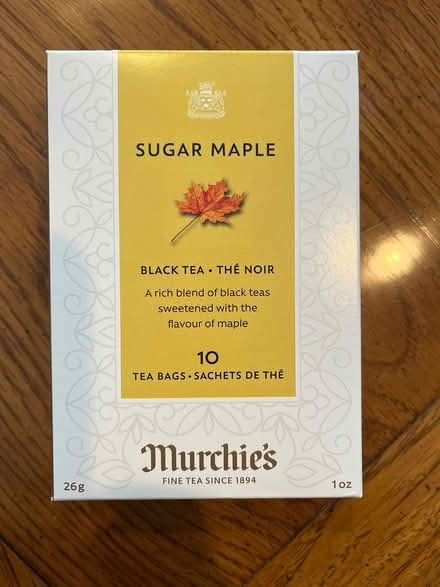 SUGAR MAPLE
BLACK TEA • THÉ NOIR
A rich blend of black teas
sweetened with the
flavour of maple
10
TEA BAGS • SACHETS DE THÉ
Murchie's
FINE TEA SINCE 1894
26g
1oz